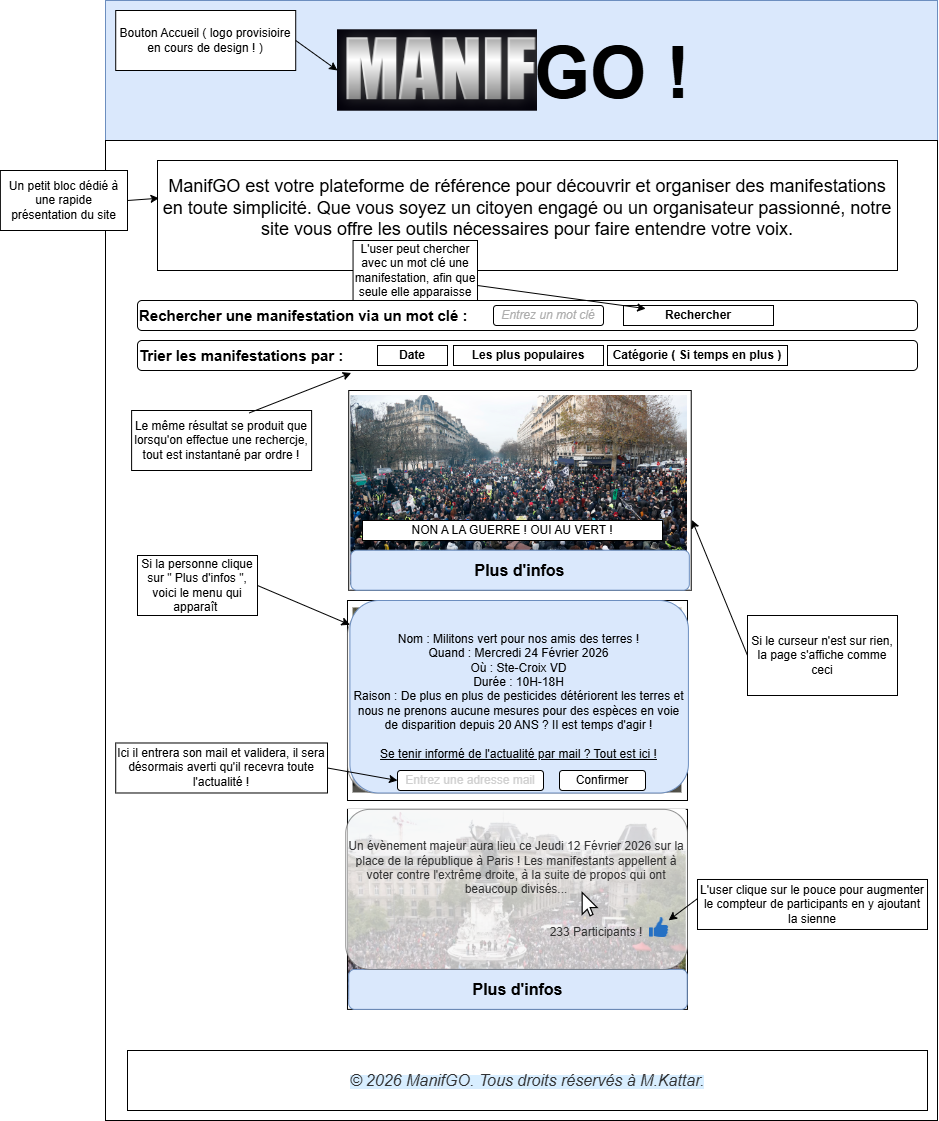 Bouton Accueil ( logo provisioire
en cours de design ! )
MANIFGO !
Un petit bloc dédié à
une rapide
présentation du site
ManifGO est votre plateforme de référence pour découvrir et organiser des manifestations
en toute simplicité. Que vous soyez un citoyen engagé ou un organisateur passionné, notre
site vous offre les outils nécessaires pour faire entendre votre voix.
L'user peut chercher
avec un mot clé une
manifestation, afin que
seule elle apparaisse
Rechercher une manifestation via un mot clé : Entrez un mot clé Rechercher
Trier les manifestations par : Date Les plus populaires Catégorie ( Si temps en plus )
Le même résultat se produit que
lorsqu'on effectue une rechercje,
tout est instantané par ordre !
NON A LA GUERRE ! OUI AU VERT !
Plus d'infos
Si la personne clique
sur " Plus d'infos ",
voici le menu qui
apparaît
Si le curseur n'est sur rien,
la page s'affiche comme
ceci
Nom : Militons vert pour nos amis des terres !
Quand : Mercredi 24 Février 2026
Où : Ste-Croix VD
Durée : 10H-18H
Raison : De plus en plus de pesticides détériorent les terres et
nous ne prenons aucune mesures pour des espèces en voie
de disparition depuis 20 ANS ? Il est temps d'agir !
Se tenir informé de l'actualité par mail ? Tout est ici !
Entrez une adresse mail Confirmer
Ici il entrera son mail et validera, il sera
désormais averti qu'il recevra toute
l'actualité !
Un évènement majeur aura lieu ce Jeudi 12 Février 2026 sur la
place de la république à Paris ! Les manifestants appellent à
voter contre l'extrême droite, à la suite de propos qui ont
beaucoup divisés...
233 Participants !
L'user clique sur le pouce pour augmenter
le compteur de participants en y ajoutant
la sienne
Plus d'infos
© 2026 ManifGO. Tous droits réservés à M.Kattar.